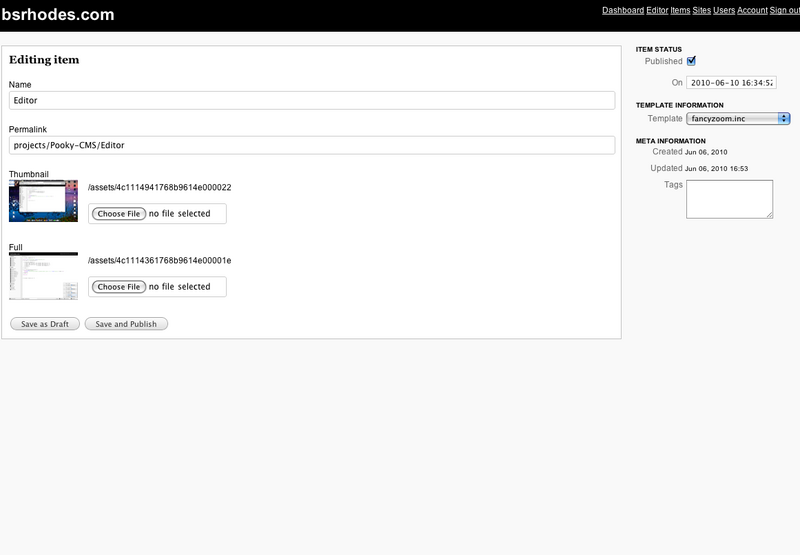 bsrhodes.com
Dashboard Editor Items Sites Users Account Sign out
Editing item
Name
Editor
Permalink
projects/Pooky-CMS/Editor
Thumbnail
/assets/4c1114941768b9614e000022
Choose File no file selected
Full
/assets/4c1114361768b9614e00001e
Choose File no file selected
Save as Draft Save and Publish
ITEM STATUS
Published
On 2010-06-10 16:34:52
TEMPLATE INFORMATION
Template fancyzoom.inc
META INFORMATION
Created Jun 06, 2010
Updated Jun 06, 2010 16:53
Tags